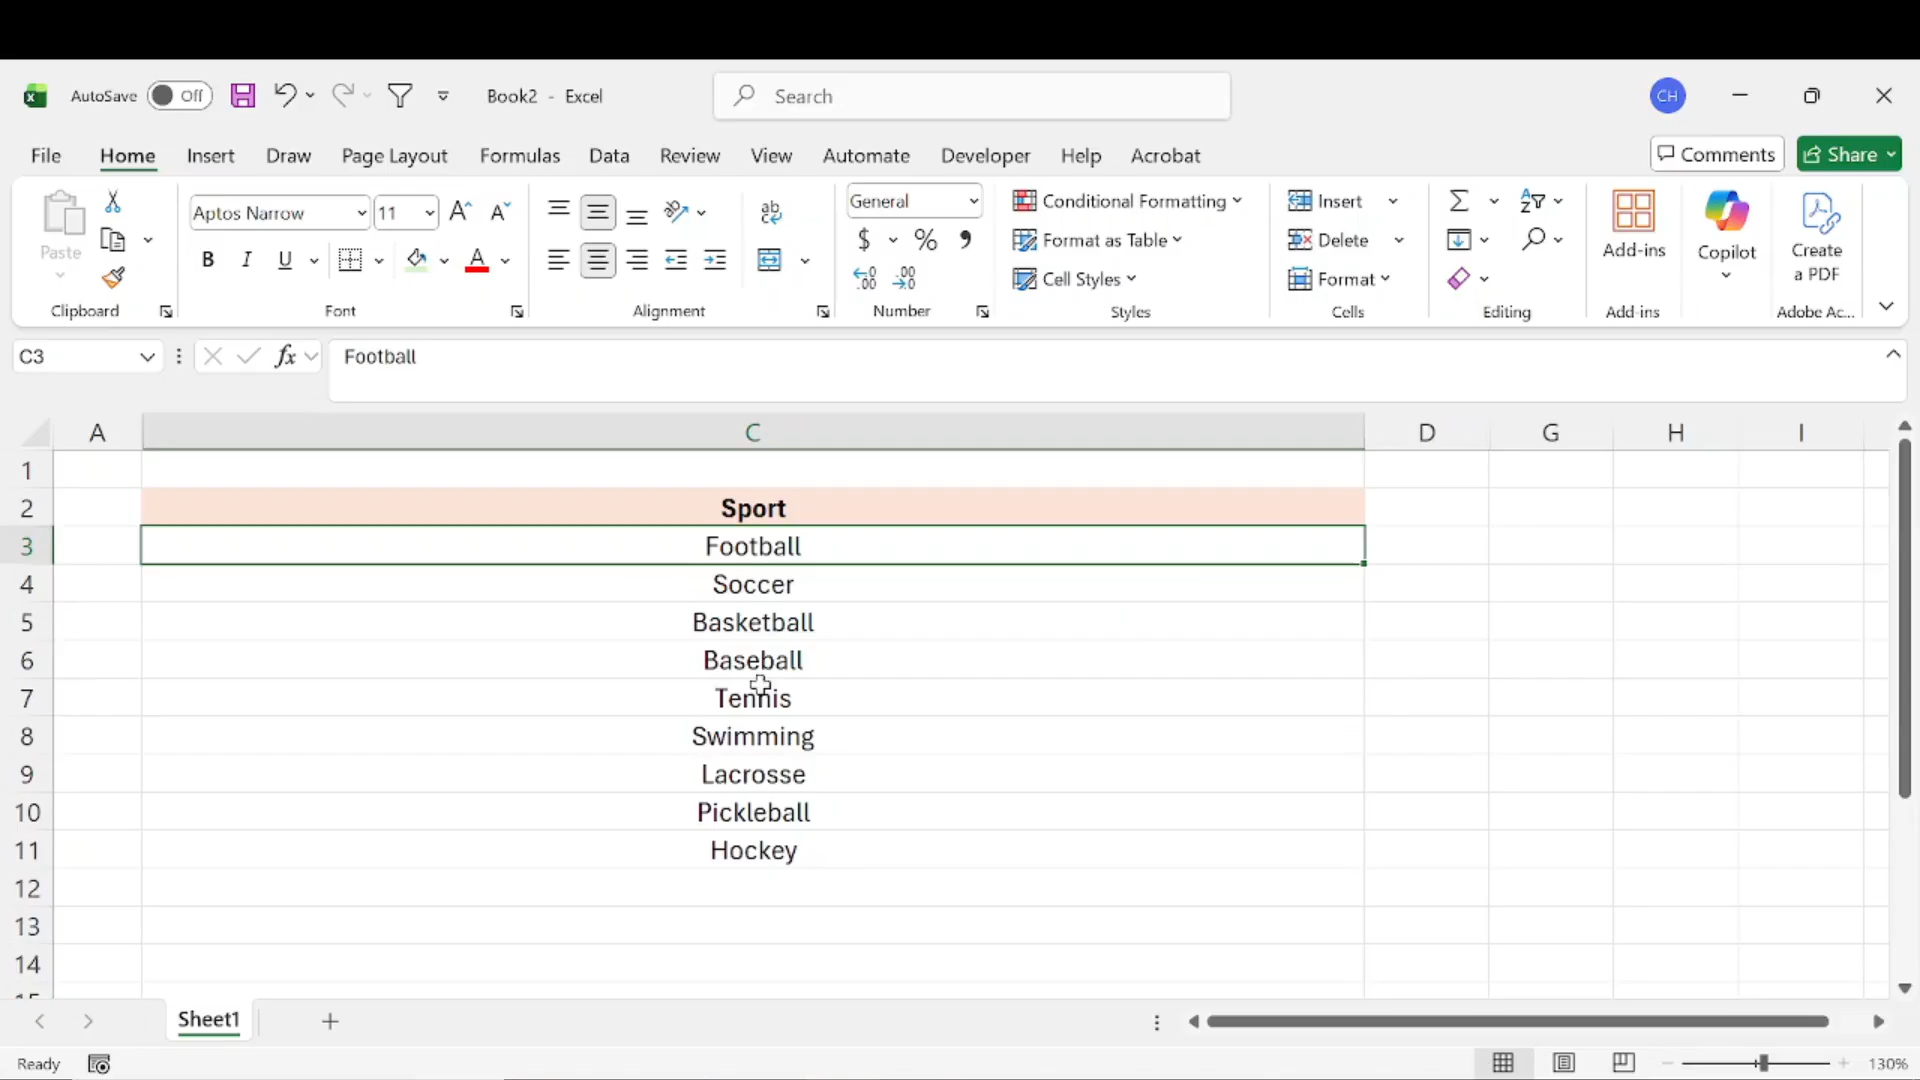 AutoSave Off Book2 - Excel Search CH
File Home Insert Draw Page Layout Formulas Data Review View Automate Developer Help Acrobat Comments Share
Paste
Aptos Narrow 11
B I U A
ab
General
$ % 9
Conditional Formatting
Format as Table
Cell Styles
Insert
Delete
Format
Add-ins
Copilot
Create
a PDF
Clipboard Font Alignment Number Styles Cells Editing Add-ins Adobe Ac...
C3 fx Football
A C D G H I
1
2 Sport
3 Football
4 Soccer
5 Basketball
6 Baseball
7 Tennis
8 Swimming
9 Lacrosse
10 Pickleball
11 Hockey
12
13
14
15
Sheet1
Ready 130%